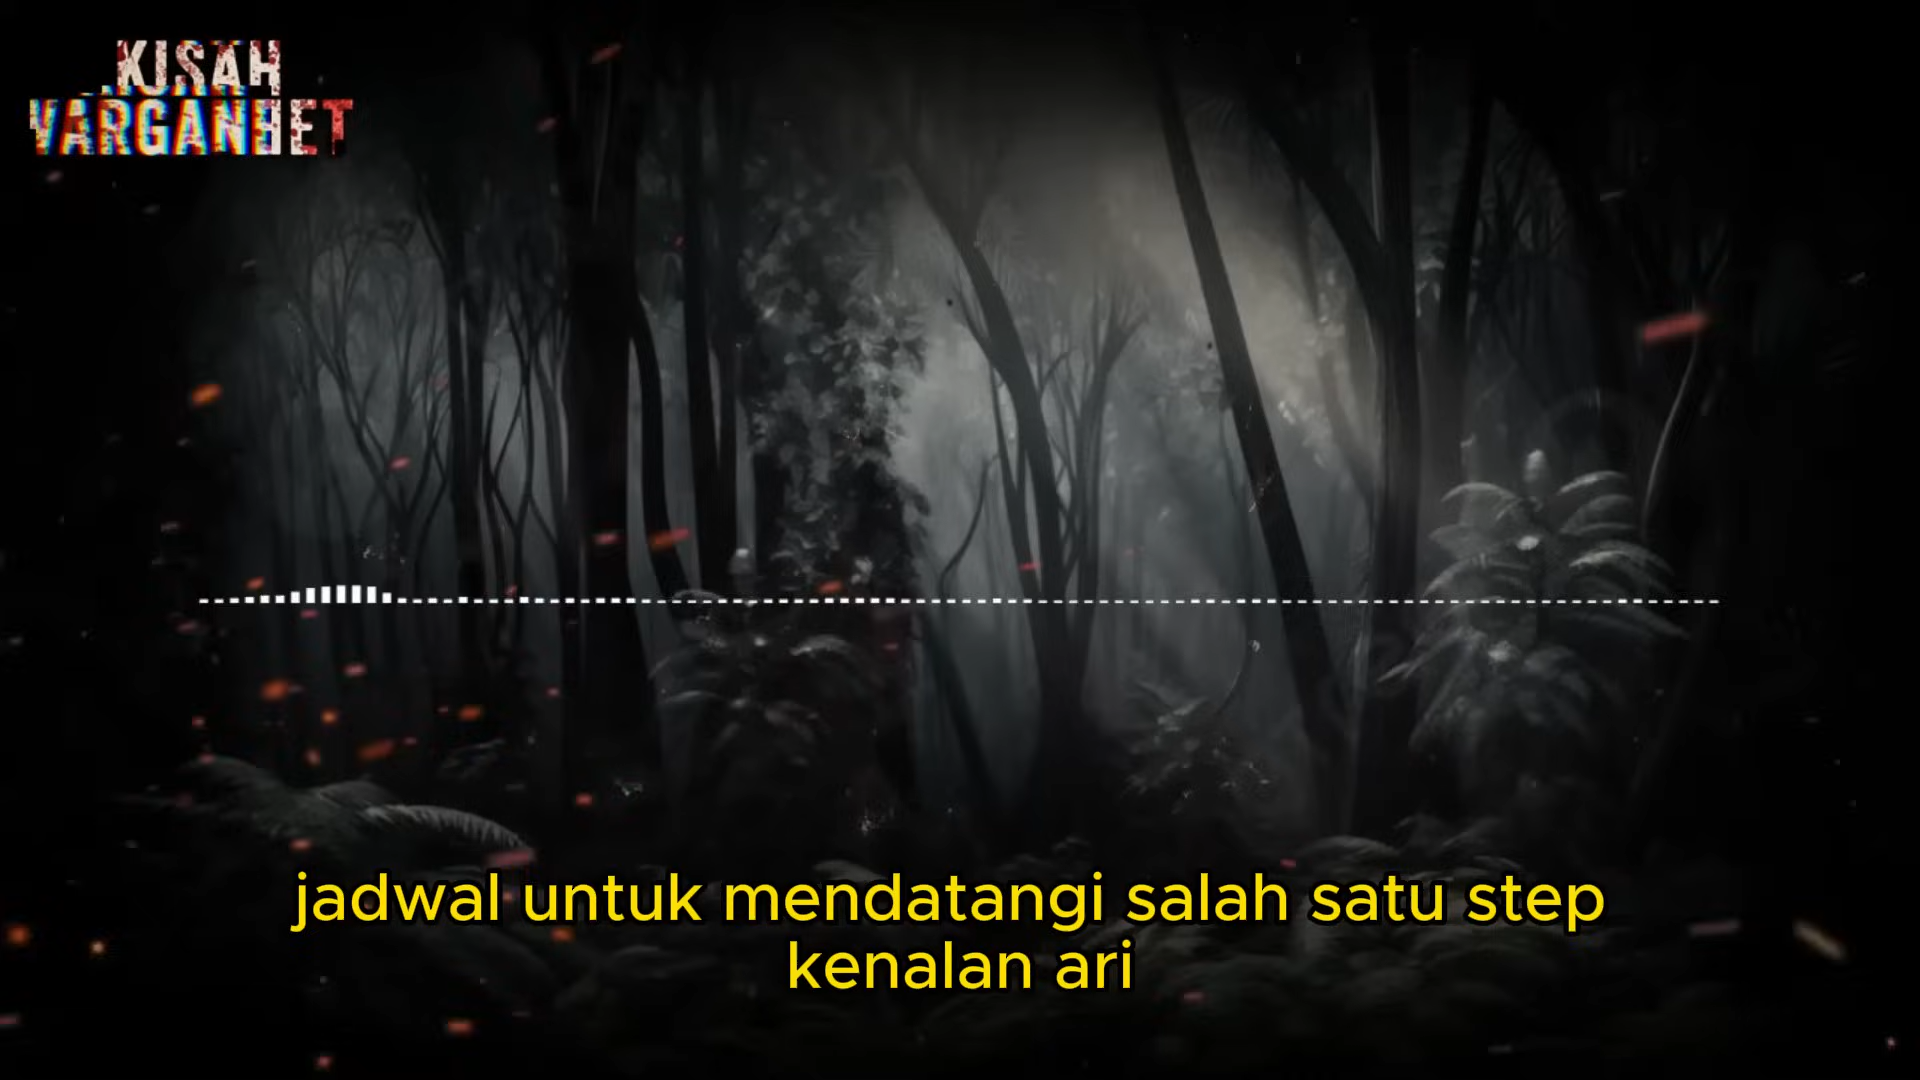 KISAH
VARGANHET
jadwal untuk mendatangi salah satu step
kenalan ari